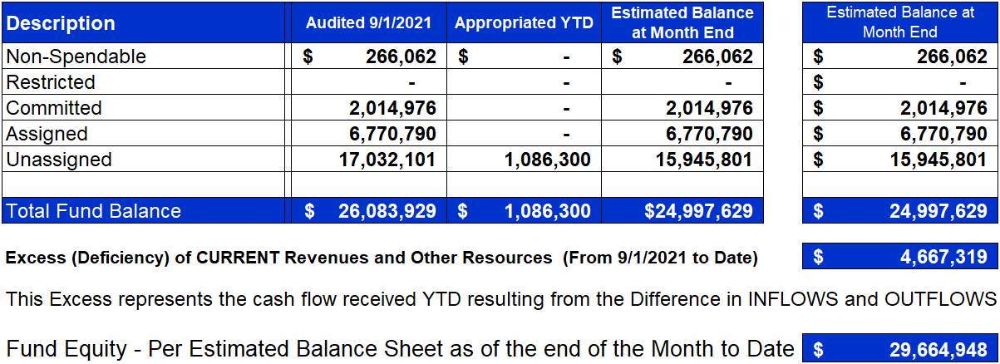 Description Audited 9/1/2021 Appropriated YTD Estimated Balance at Month End Estimated Balance at Month End
Non-Spendable $ 266,062 $ - $ 266,062 $ 266,062
Restricted - - - $ -
Committed 2,014,976 - 2,014,976 $ 2,014,976
Assigned 6,770,790 - 6,770,790 $ 6,770,790
Unassigned 17,032,101 1,086,300 15,945,801 $ 15,945,801
Total Fund Balance $ 26,083,929 $ 1,086,300 $24,997,629 $ 24,997,629
Excess (Deficiency) of CURRENT Revenues and Other Resources (From 9/1/2021 to Date) $ 4,667,319
This Excess represents the cash flow received YTD resulting from the Difference in INFLOWS and OUTFLOWS
Fund Equity - Per Estimated Balance Sheet as of the end of the Month to Date $ 29,664,948